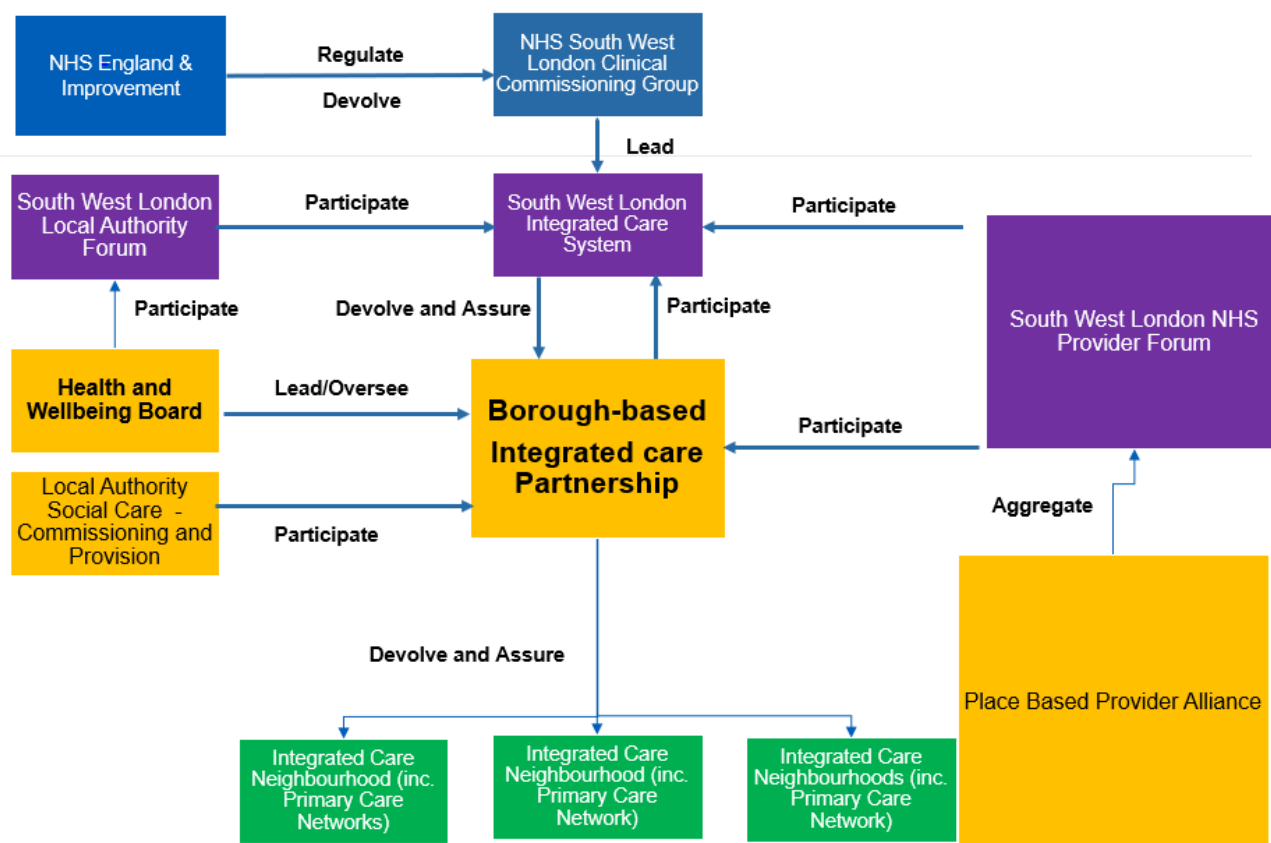 NHS England &
Improvement
Regulate
Devolve
NHS South West
London Clinical
Commissioning Group
Lead
South West London
Local Authority
Forum
Participate
South West London
Integrated Care
System
Participate
South West London NHS
Provider Forum
Participate
Devolve and Assure
Participate
Health and
Wellbeing Board
Lead/Oversee
Borough-based
Integrated care
Partnership
Participate
Local Authority
Social Care -
Commissioning and
Provision
Participate
Aggregate
Place Based Provider Alliance
Devolve and Assure
Integrated Care
Neighbourhood (inc.
Primary Care
Networks)
Integrated Care
Neighbourhood (inc.
Primary Care
Network)
Integrated Care
Neighbourhoods (inc.
Primary Care
Network)